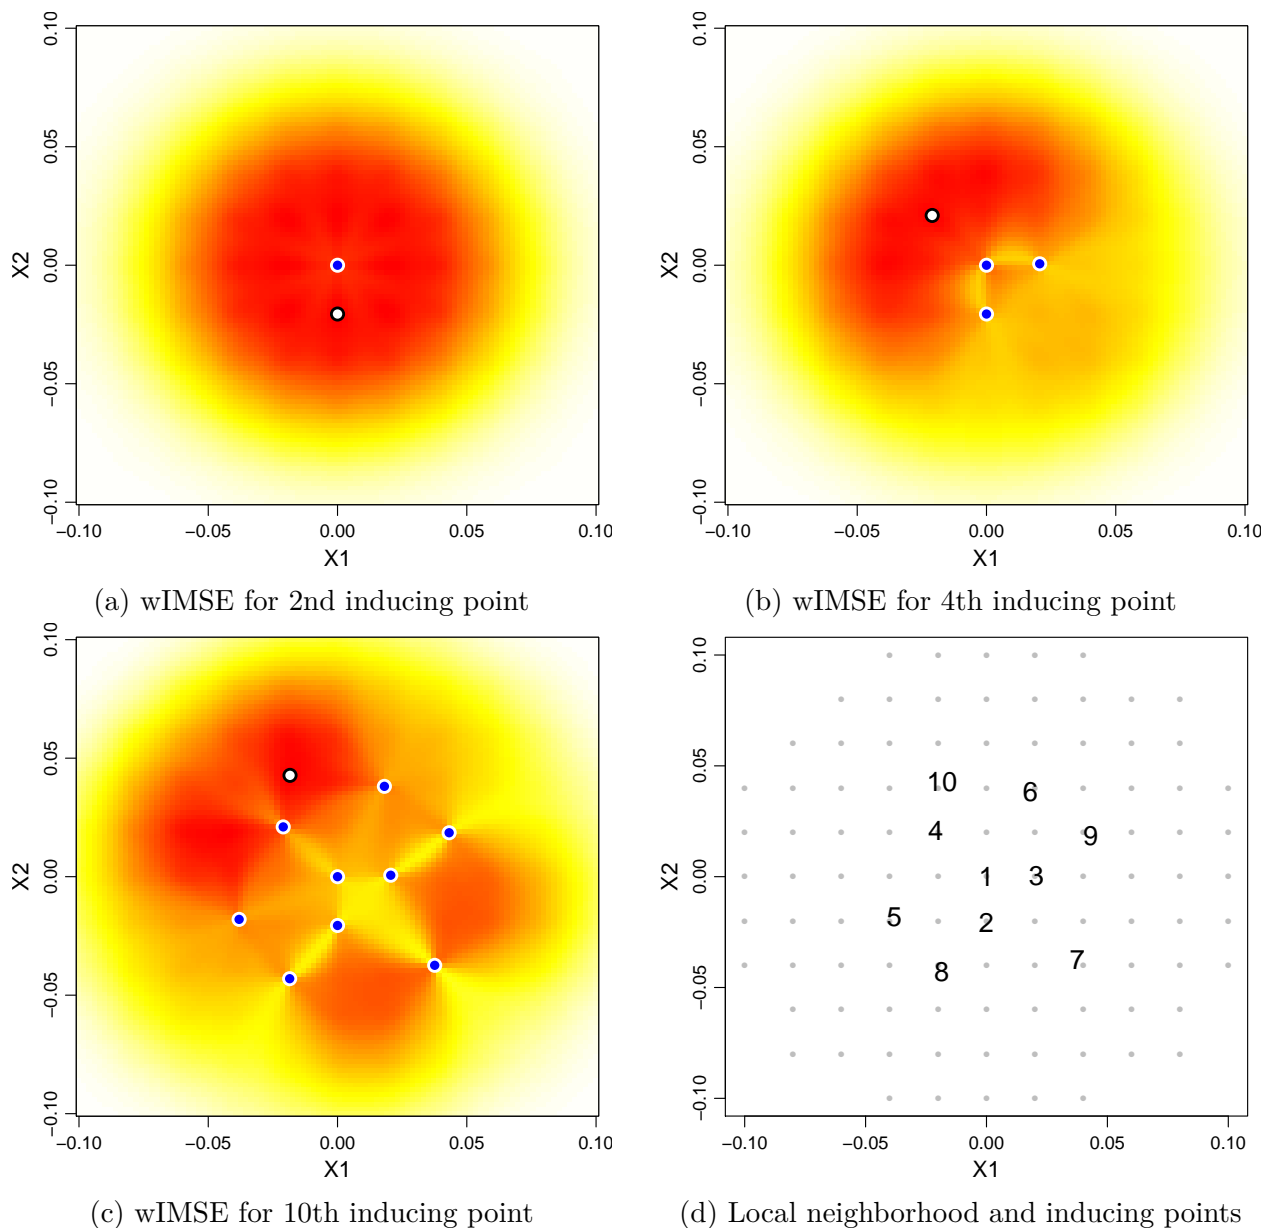 0.10
0.05
0.00
−0.05
−0.10
X2
−0.10 −0.05 0.00 0.05 0.10
X1
(a) wIMSE for 2nd inducing point
0.10
0.05
0.00
−0.05
−0.10
X2
−0.10 −0.05 0.00 0.05 0.10
X1
(b) wIMSE for 4th inducing point
0.10
0.05
0.00
−0.05
−0.10
X2
−0.10 −0.05 0.00 0.05 0.10
X1
(c) wIMSE for 10th inducing point
0.10
0.05
0.00
−0.05
−0.10
X2
10
6
4
9
1
3
5
2
7
8
−0.10 −0.05 0.00 0.05 0.10
X1
(d) Local neighborhood and inducing points